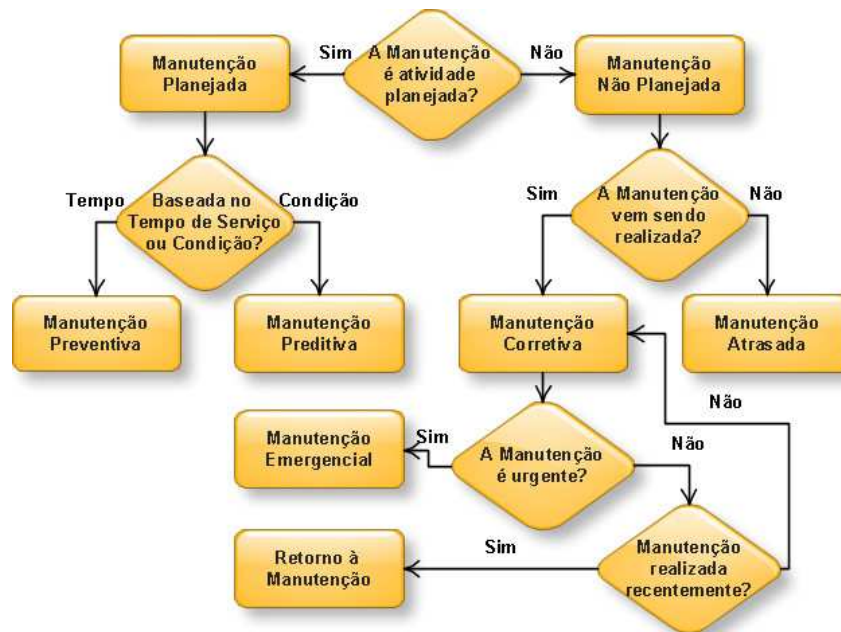 Sim
A Manutenção
é atividade
planejada?
Não
Manutenção
Planejada
Manutenção
Não Planejada
Tempo
Baseada no
Tempo de Serviço
ou Condição?
Condição
Sim
A Manutenção
vem sendo
realizada?
Não
Manutenção
Preventiva
Manutenção
Preditiva
Manutenção
Corretiva
Manutenção
Atrasada
Não
Manutenção
Emergencial
Sim
A Manutenção
é urgente?
Não
Retorno à
Manutenção
Sim
Manutenção
realizada
recentemente?